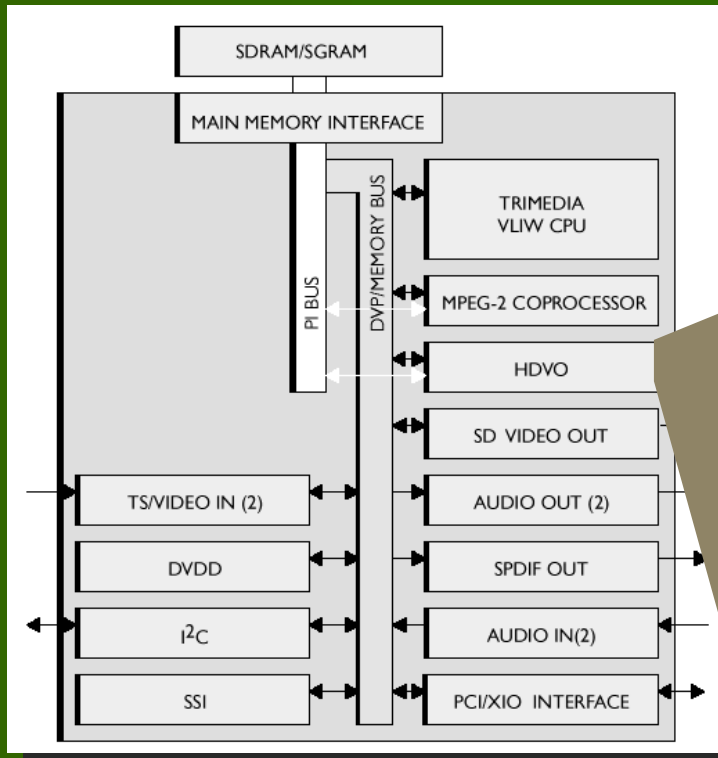 SDRAM/SGRAM
MAIN MEMORY INTERFACE
PI BUS
DVP/MEMORY BUS
TRIMEDIA
VLIW CPU
MPEG-2 COPROCESSOR
HDVO
SD VIDEO OUT
TS/VIDEO IN (2)
AUDIO OUT (2)
DVDD
SPDIF OUT
I²C
AUDIO IN(2)
SSI
PCI/XIO INTERFACE